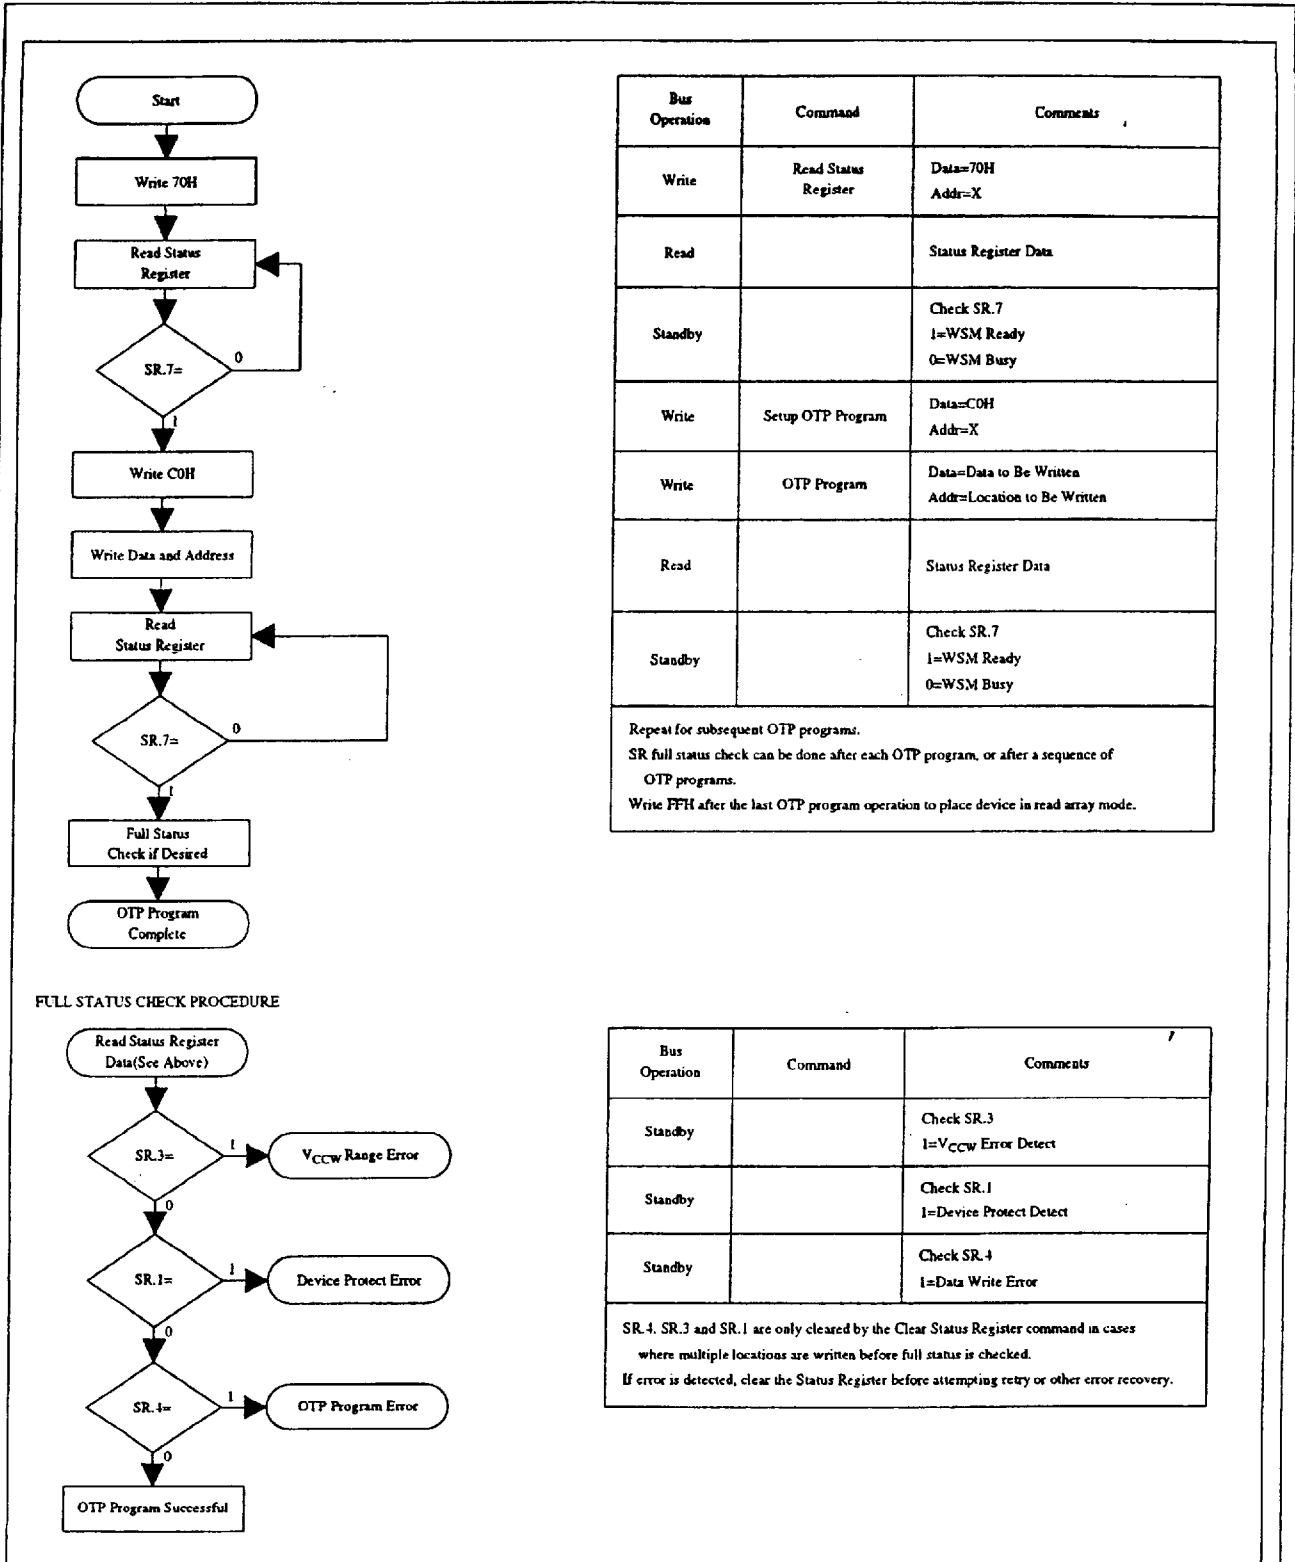 Start
Write 70H
Read Status
Register
SR.7=
0
1
Write C0H
Write Data and Address
Read
Status Register
SR.7=
0
1
Full Status
Check if Desired
OTP Program
Complete
Bus
Operation
Command
Comments
Write
Read Status
Register
Data=70H
Addr=X
Read
Status Register Data
Standby
Check SR.7
1=WSM Ready
0=WSM Busy
Write
Setup OTP Program
Data=C0H
Addr=X
Write
OTP Program
Data=Data to Be Written
Addr=Location to Be Written
Read
Status Register Data
Standby
Check SR.7
1=WSM Ready
0=WSM Busy
Repeat for subsequent OTP programs.
SR full status check can be done after each OTP program, or after a sequence of
OTP programs.
Write FFH after the last OTP program operation to place device in read array mode.
FULL STATUS CHECK PROCEDURE
Read Status Register
Data(See Above)
SR.3=
1
VCCW Range Error
0
SR.1=
1
Device Protect Error
0
SR.4=
1
OTP Program Error
0
OTP Program Successful
Bus
Operation
Command
Comments
Standby
Check SR.3
1=VCCW Error Detect
Standby
Check SR.1
1=Device Protect Detect
Standby
Check SR.4
1=Data Write Error
SR.4, SR.3 and SR.1 are only cleared by the Clear Status Register command in cases
where multiple locations are written before full status is checked.
If error is detected, clear the Status Register before attempting retry or other error recovery.